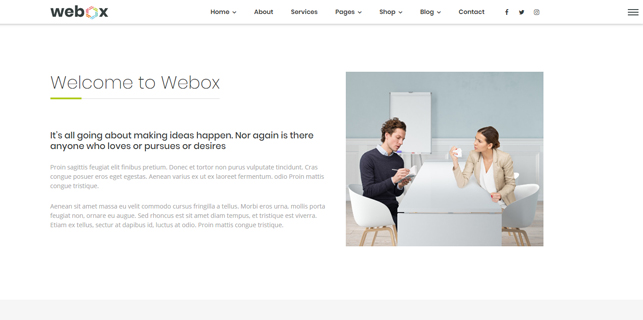 webox
Home About Services Pages Shop Blog Contact
Welcome to Webox
It's all going about making ideas happen. Nor again is there
anyone who loves or pursues or desires
Proin sagittis feugiat elit finibus pretium. Donec et tortor non purus vulputate tincidunt. Cras
congue posuer eros eget egestas. Aenean varius ex ut ex laoreet fermentum. odio Proin mattis
congue tristique.
Aenean sit amet massa eu velit commodo cursus fringilla a tellus. Morbi eros urna, mollis porta
feugiat non, ornare eu augue. Sed rhoncus est sit amet diam tempus, et tristique est viverra.
Etiam ex tellus, sectur at dapibus id, luctus at odio. Proin mattis congue tristique.